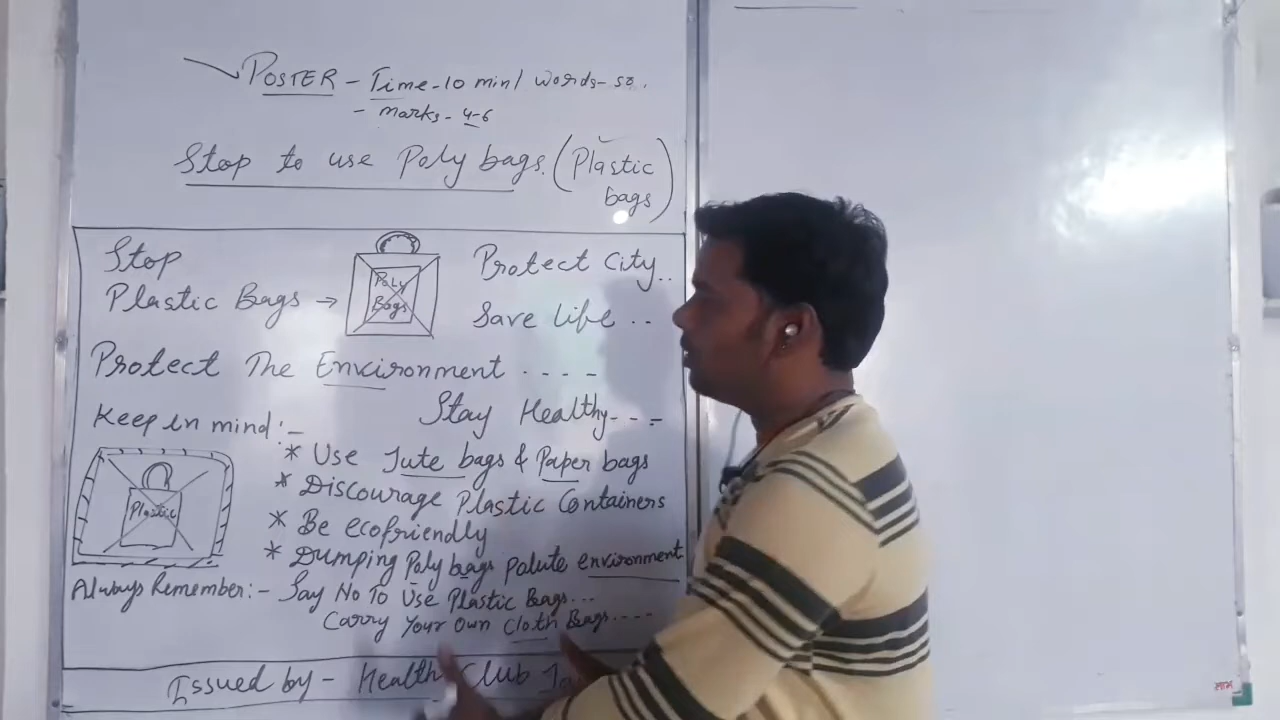 POSTER - Time-10 min/ words-50.
- marks- 4-6
Stop to use Poly bags. (Plastic bags)
Stop
Plastic Bags →
Poly
Bags
Protect City..
Save Life ..
Protect The Environment . . . .
Stay Healthy- - -
Keep in mind:-
* Use Jute bags & Paper bags
* Discourage Plastic Containers
* Be ecofriendly
* Dumping Poly bags polute environment
Plastic
Always Remember:- Say No To Use Plastic Bags...
Carry Your Own Cloth Bags....
Issued by - Health Club